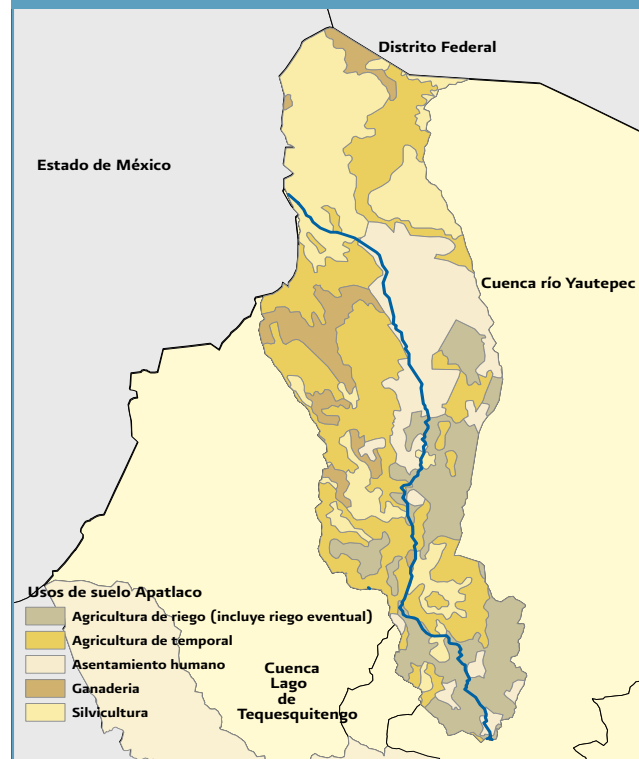 Distrito Federal
Estado de México
Cuenca río Yautepec
Usos de suelo Apatlaco
Agricultura de riego (incluye riego eventual)
Agricultura de temporal
Asentamiento humano
Ganaderia
Silvicultura
Cuenca
Lago
de
Tequesquitengo